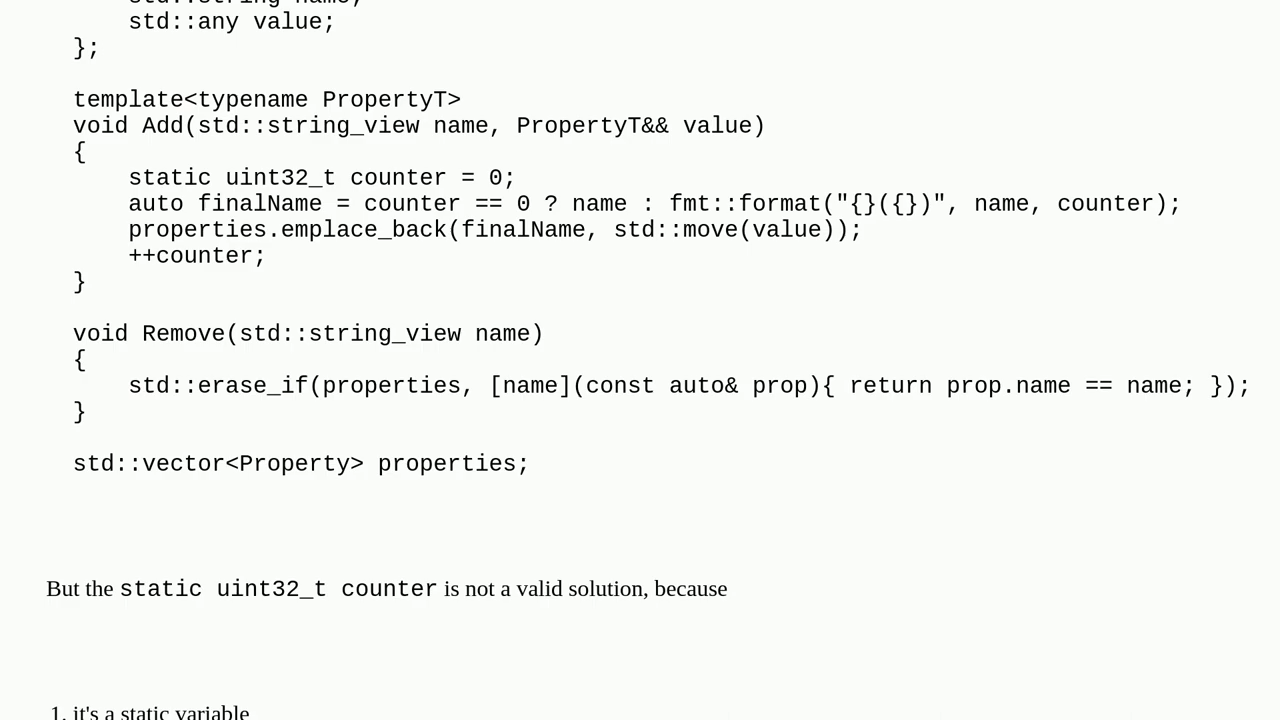 std::string name;
std::any value;
};
template<typename PropertyT>
void Add(std::string_view name, PropertyT&& value)
{
static uint32_t counter = 0;
auto finalName = counter == 0 ? name : fmt::format("{}({})", name, counter);
properties.emplace_back(finalName, std::move(value));
++counter;
}
void Remove(std::string_view name)
{
std::erase_if(properties, [name](const auto& prop){ return prop.name == name; });
}
std::vector<Property> properties;
But the static uint32_t counter is not a valid solution, because
1. it's a static variable